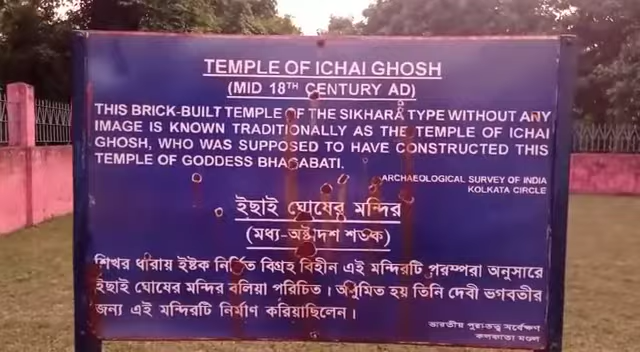 TEMPLE OF ICHAI GHOSH
(MID 18TH CENTURY AD)
THIS BRICK-BUILT TEMPLE OF THE SIKHARA TYPE WITHOUT ANY
IMAGE IS KNOWN TRADITIONALLY AS THE TEMPLE OF ICHAI
GHOSH, WHO WAS SUPPOSED TO HAVE CONSTRUCTED THIS
TEMPLE OF GODDESS BHAGABATI.
ARCHAEOLOGICAL SURVEY OF INDIA
KOLKATA CIRCLE
ইছাই ঘোষের মন্দির
(মধ্য-অষ্টাদশ শতক)
শিখর ধারায় ইষ্টক নির্মিত বিগ্রহ বিহীন এই মন্দিরটি পরম্পরা অনুসারে
ইছাই ঘোষের মন্দির বলিয়া পরিচিত। অনুমিত হয় তিনি দেবী ভগবতীর
জন্য এই মন্দিরটি নির্মাণ করিয়াছিলেন।
ভারতীয় পুরাতত্ত্ব সর্বেক্ষণ
কলকাতা মণ্ডল